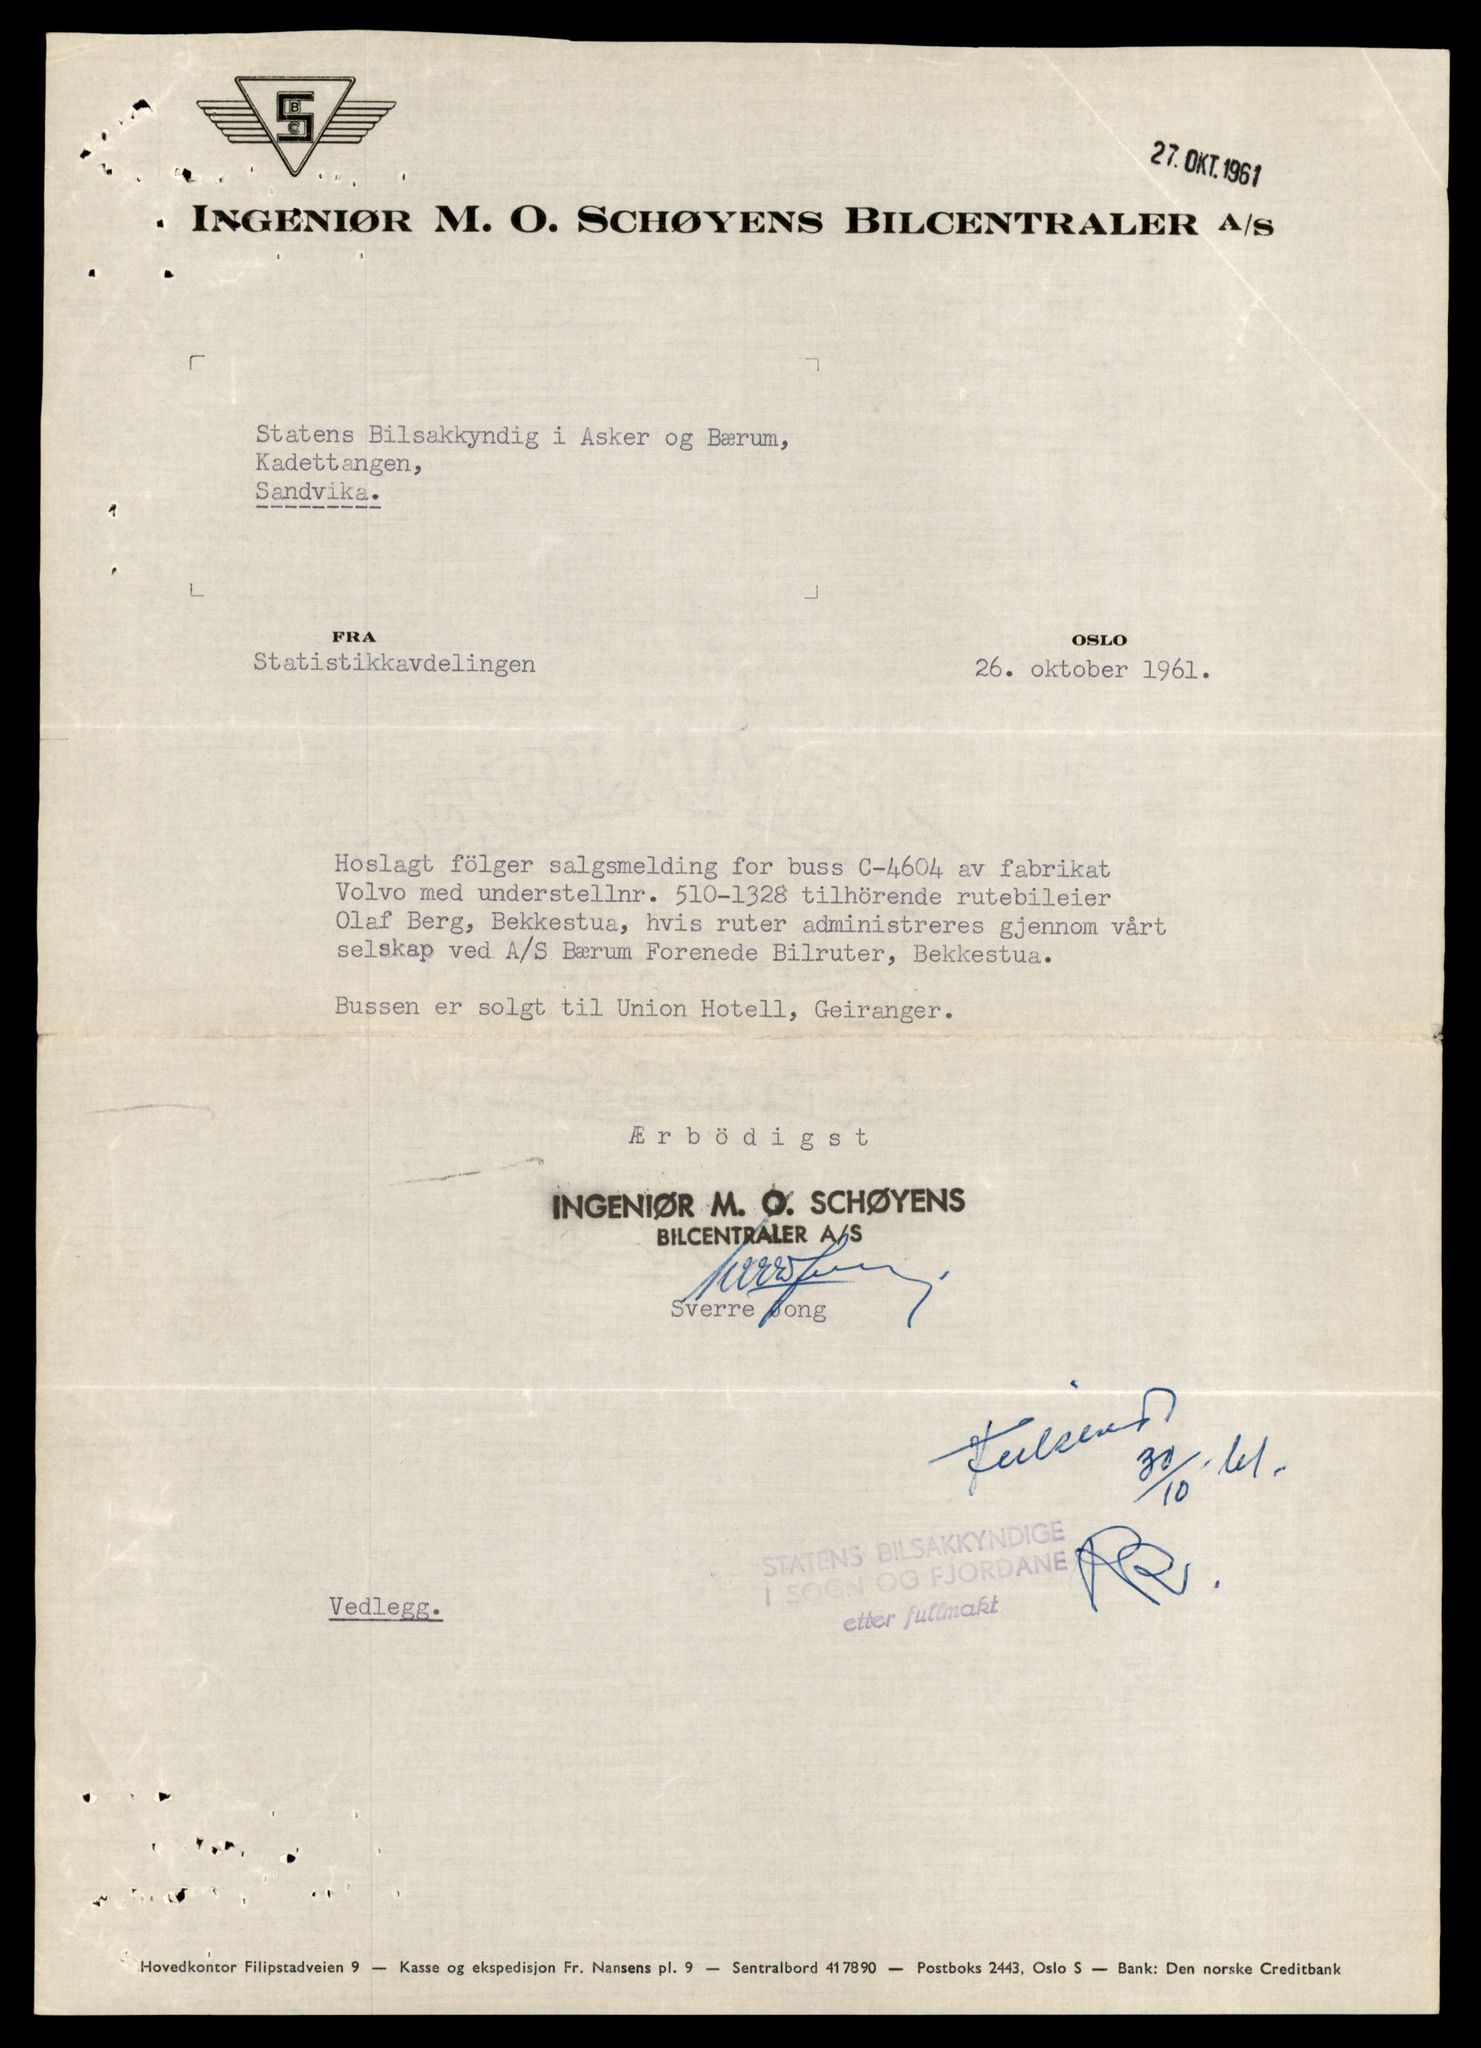 SBC
27. OKT. 1961
INGENIØR M. O. SCHØYENS BILCENTRALER A/S
Statens Bilsakkyndig i Asker og Bærum,
Kadettangen,
Sandvika.
FRA
Statistikkavdelingen
OSLO
26. oktober 1961.
Hoslagt fölger salgsmelding for buss C-4604 av fabrikat
Volvo med understellnr. 510-1328 tilhörende rutebileier
Olaf Berg, Bekkestua, hvis ruter administreres gjennom vårt
selskap ved A/S Bærum Forenede Bilruter, Bekkestua.
Bussen er solgt til Union Hotell, Geiranger.
Ærbödigst
INGENIØR M. O. SCHØYENS
BILCENTRALER A/S
Sverre Jong
30/10.61.
STATENS BILSAKKYNDIGE
I SOGN OG FJORDANE
etter fullmakt
Vedlegg.
Hovedkontor Filipstadveien 9 — Kasse og ekspedisjon Fr. Nansens pl. 9 — Sentralbord 417890 — Postboks 2443, Oslo S — Bank: Den norske Creditbank